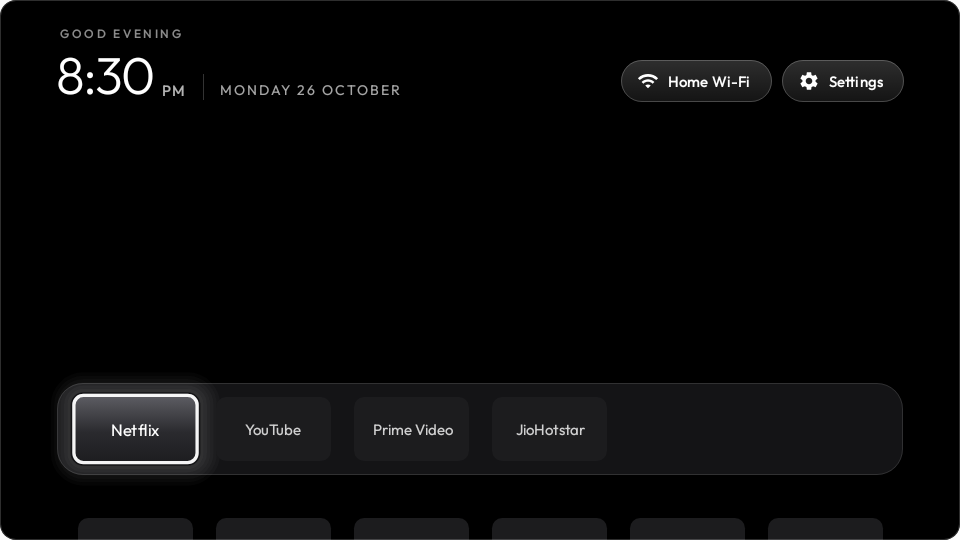 GOOD EVENING
8:30 PM
MONDAY 26 OCTOBER
Home Wi-Fi
Settings
Netflix
YouTube
Prime Video
JioHotstar